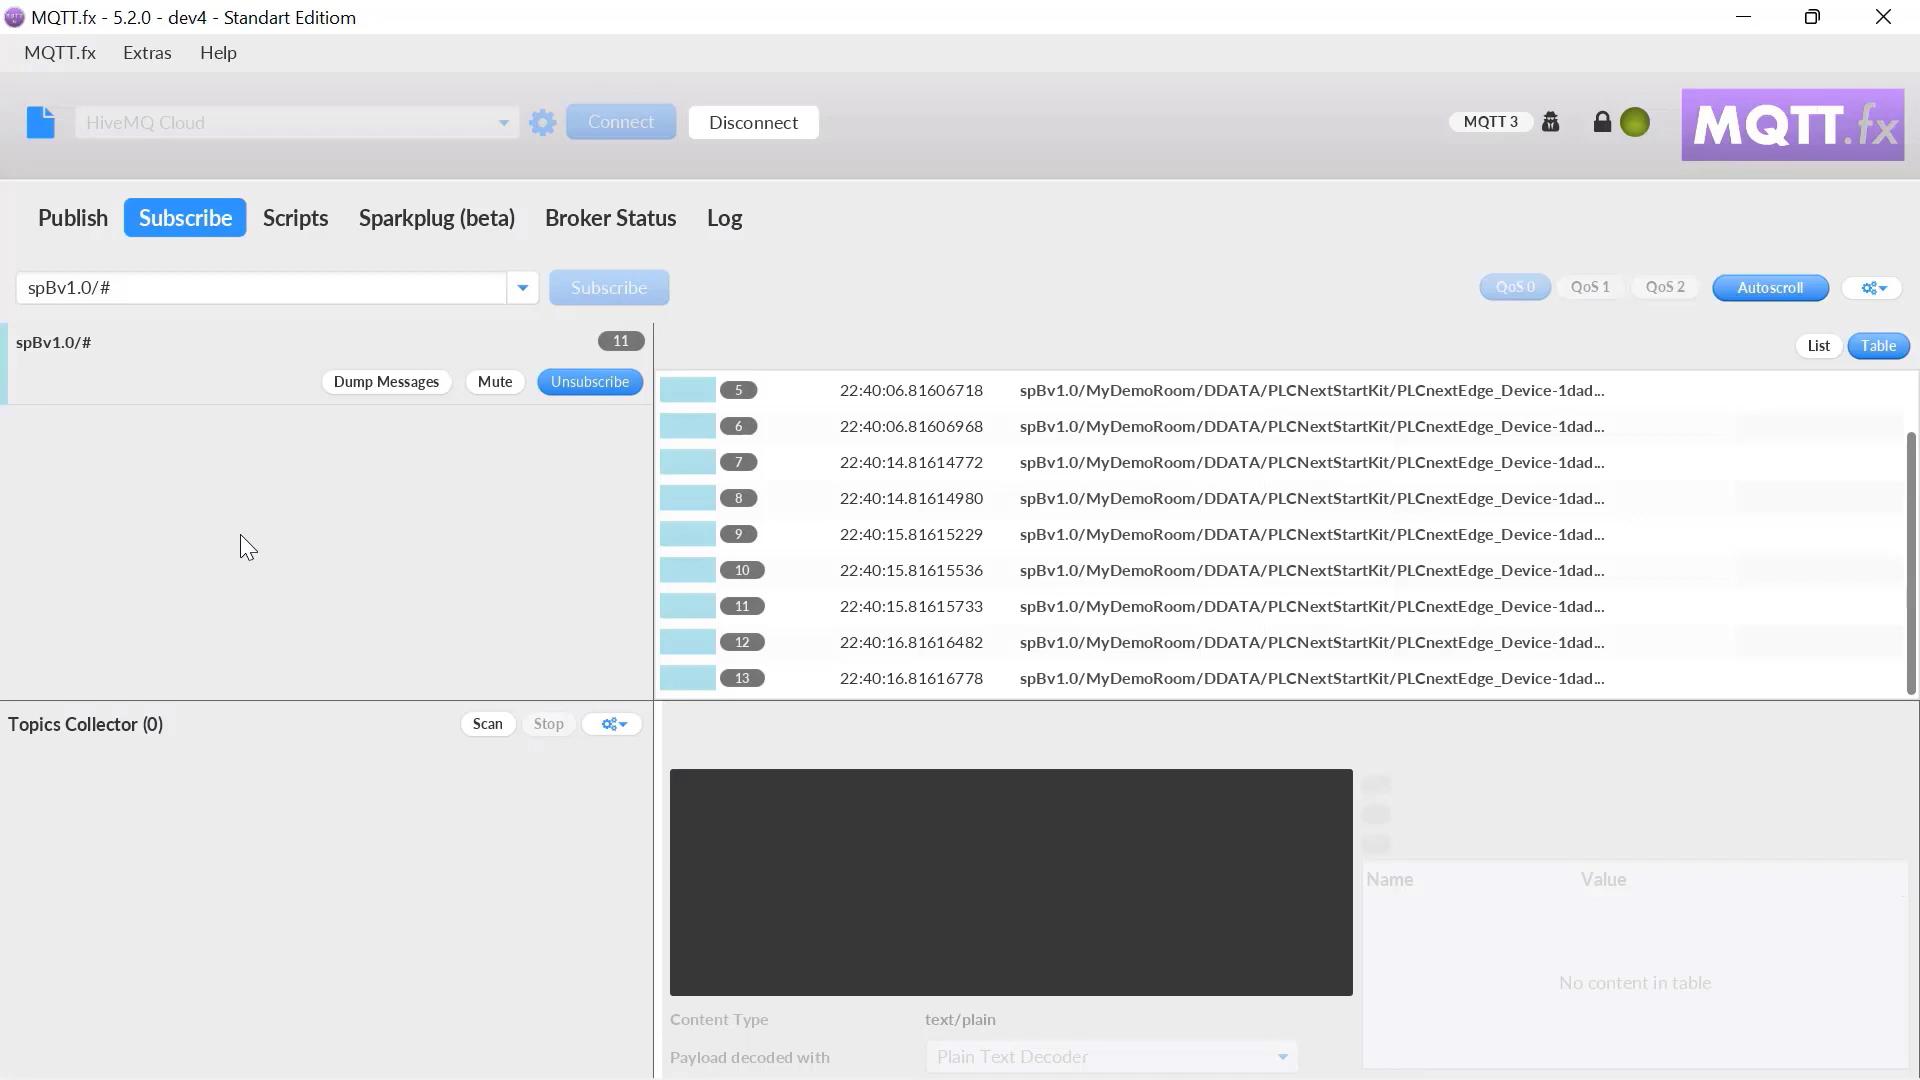 MQTT.fx - 5.2.0 - dev4 - Standart Editiom
MQTT.fx Extras Help
HiveMQ Cloud Connect Disconnect MQTT 3 MQTT.fx
Publish Subscribe Scripts Sparkplug (beta) Broker Status Log
spBv1.0/# Subscribe QoS 0 QoS 1 QoS 2 Autoscroll
spBv1.0/# 11
List Table
Dump Messages Mute Unsubscribe
5 22:40:06.81606718 spBv1.0/MyDemoRoom/DDATA/PLCNextStartKit/PLCnextEdge_Device-1dad...
6 22:40:06.81606968 spBv1.0/MyDemoRoom/DDATA/PLCNextStartKit/PLCnextEdge_Device-1dad...
7 22:40:14.81614772 spBv1.0/MyDemoRoom/DDATA/PLCNextStartKit/PLCnextEdge_Device-1dad...
8 22:40:14.81614980 spBv1.0/MyDemoRoom/DDATA/PLCNextStartKit/PLCnextEdge_Device-1dad...
9 22:40:15.81615229 spBv1.0/MyDemoRoom/DDATA/PLCNextStartKit/PLCnextEdge_Device-1dad...
10 22:40:15.81615536 spBv1.0/MyDemoRoom/DDATA/PLCNextStartKit/PLCnextEdge_Device-1dad...
11 22:40:15.81615733 spBv1.0/MyDemoRoom/DDATA/PLCNextStartKit/PLCnextEdge_Device-1dad...
12 22:40:16.81616482 spBv1.0/MyDemoRoom/DDATA/PLCNextStartKit/PLCnextEdge_Device-1dad...
13 22:40:16.81616778 spBv1.0/MyDemoRoom/DDATA/PLCNextStartKit/PLCnextEdge_Device-1dad...
Topics Collector (0) Scan Stop
Name Value
No content in table
Content Type text/plain
Payload decoded with Plain Text Decoder